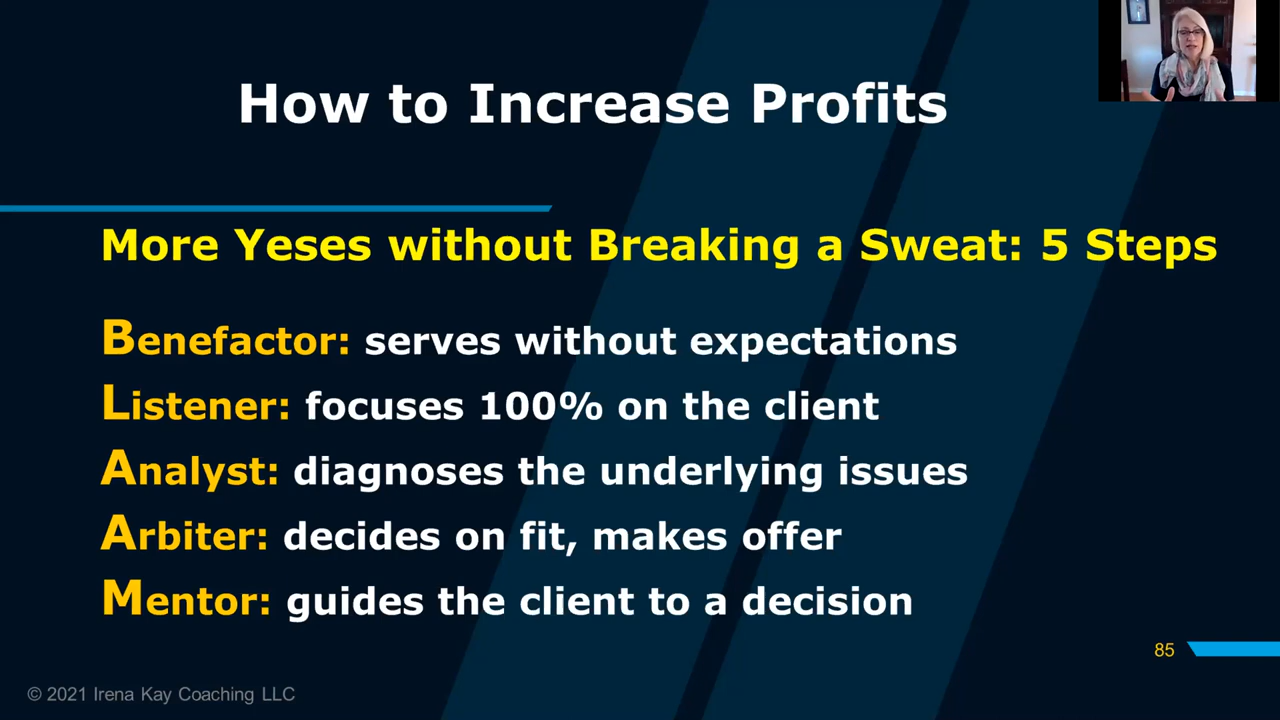 How to Increase Profits
More Yeses without Breaking a Sweat: 5 Steps
Benefactor: serves without expectations
Listener: focuses 100% on the client
Analyst: diagnoses the underlying issues
Arbiter: decides on fit, makes offer
Mentor: guides the client to a decision
85
© 2021 Irena Kay Coaching LLC